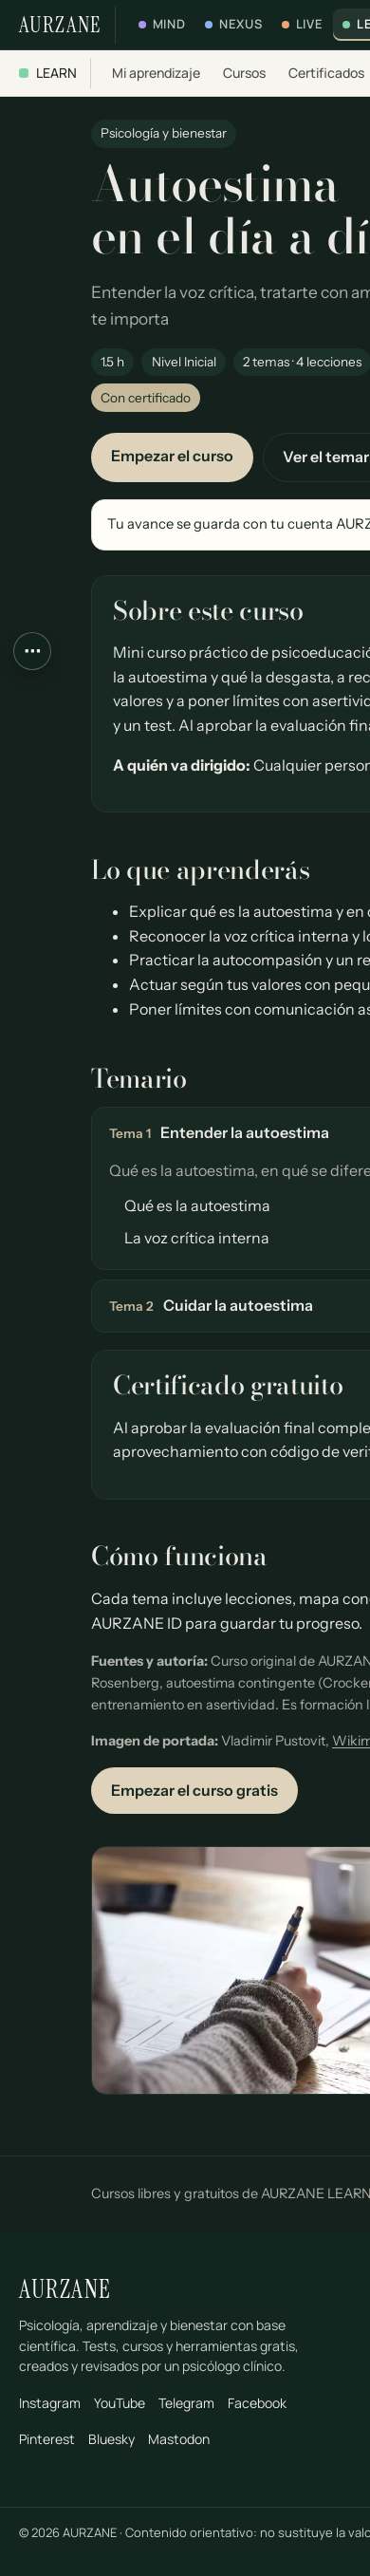 AURZANE MIND NEXUS LIVE LE
LEARN Mi aprendizaje Cursos Certificados
Psicología y bienestar
Autoestima
en el día a dí
Entender la voz crítica, tratarte con am
te importa
1.5 h Nivel Inicial 2 temas · 4 lecciones
Con certificado
Empezar el curso Ver el temar
Tu avance se guarda con tu cuenta AURZ
Sobre este curso
Mini curso práctico de psicoeducació
la autoestima y qué la desgasta, a rec
valores y a poner límites con asertivid
y un test. Al aprobar la evaluación fina
A quién va dirigido: Cualquier person
Lo que aprenderás
Explicar qué es la autoestima y en
Reconocer la voz crítica interna y lo
Practicar la autocompasión y un re
Actuar según tus valores con pequ
Poner límites con comunicación as
Temario
Tema 1 Entender la autoestima
Qué es la autoestima, en qué se difere
Qué es la autoestima
La voz crítica interna
Tema 2 Cuidar la autoestima
Certificado gratuito
Al aprobar la evaluación final comple
aprovechamiento con código de veri
Cómo funciona
Cada tema incluye lecciones, mapa con
AURZANE ID para guardar tu progreso.
Fuentes y autoría: Curso original de AURZAN
Rosenberg, autoestima contingente (Crocke
entrenamiento en asertividad. Es formación l
Imagen de portada: Vladimir Pustovit, Wikim
Empezar el curso gratis
Cursos libres y gratuitos de AURZANE LEARN
AURZANE
Psicología, aprendizaje y bienestar con base
científica. Tests, cursos y herramientas gratis,
creados y revisados por un psicólogo clínico.
Instagram YouTube Telegram Facebook
Pinterest Bluesky Mastodon
© 2026 AURZANE · Contenido orientativo: no sustituye la valo